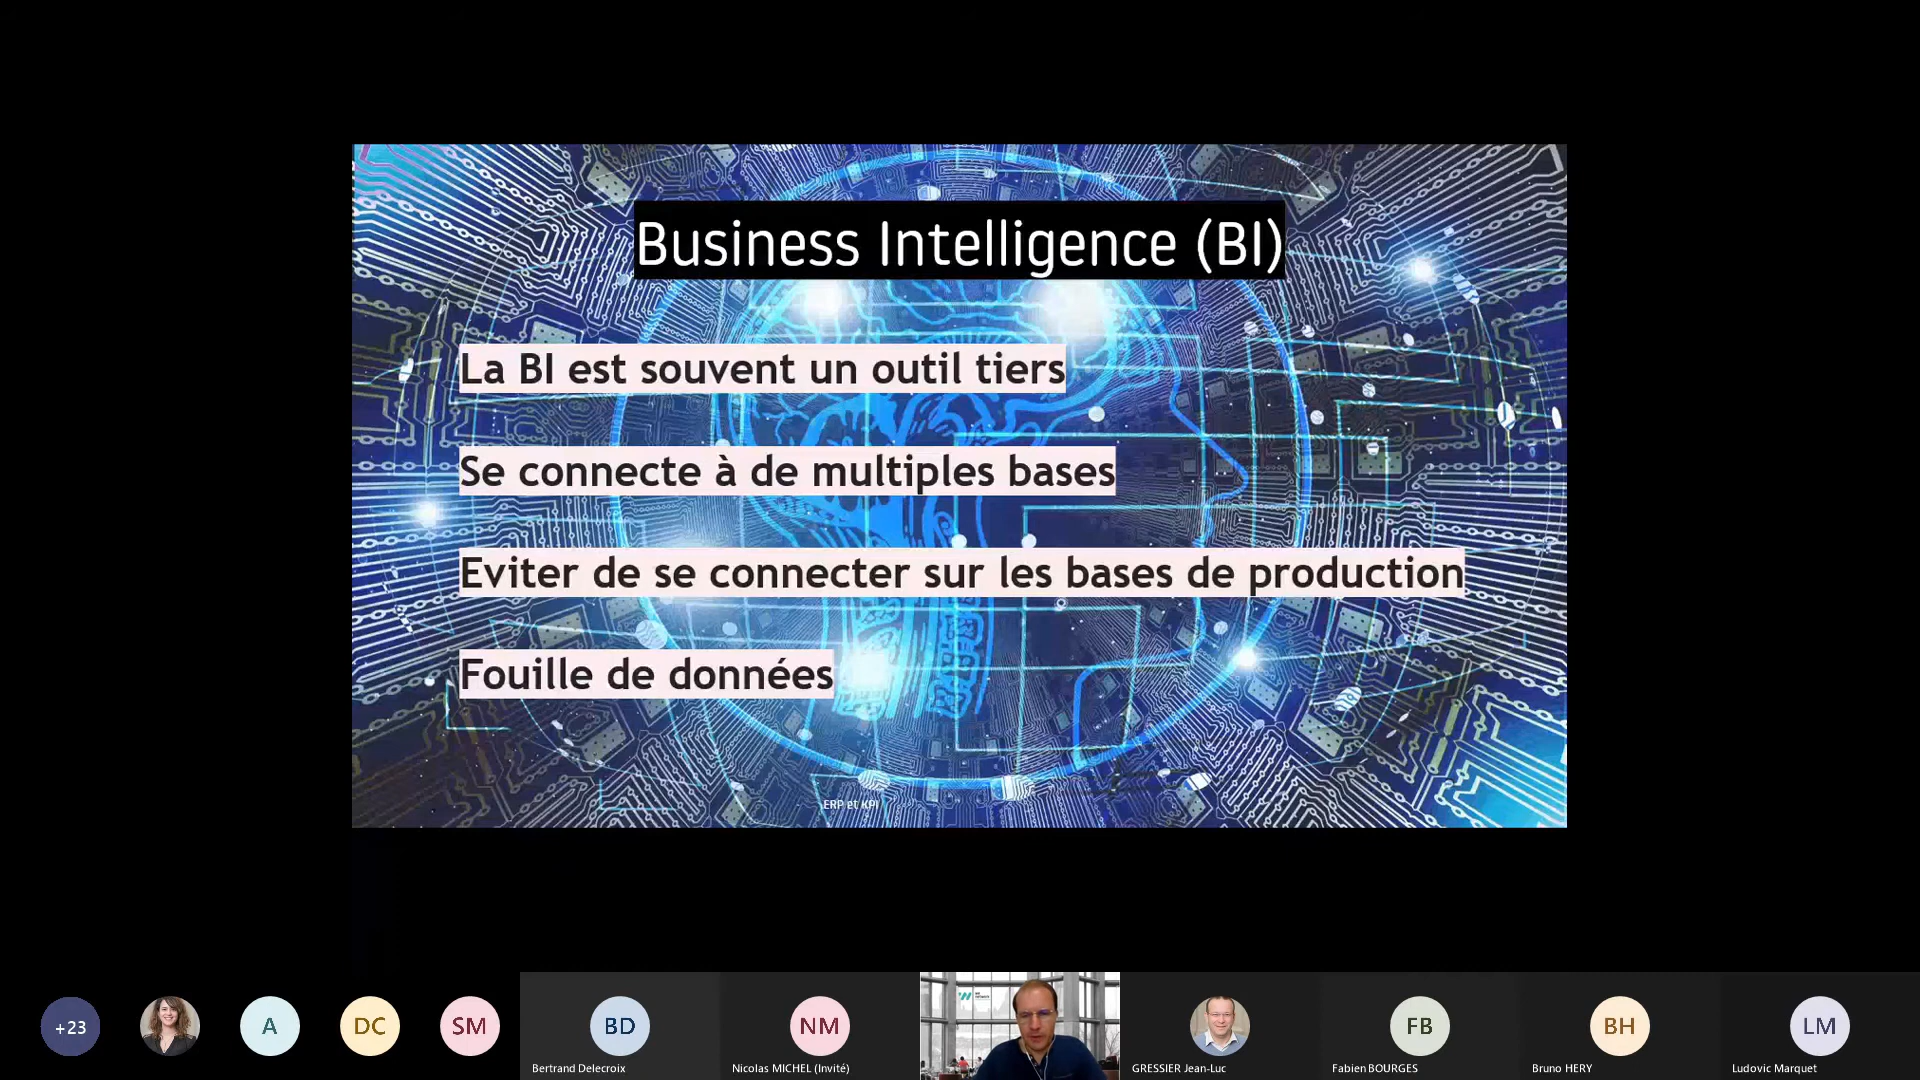 Business Intelligence (BI)
La BI est souvent un outil tiers
Se connecte à de multiples bases
Eviter de se connecter sur les bases de production
Fouille de données
ERP et KPI
+23
A
DC
SM
BD
NM
FB
BH
LM
Bertrand Delecroix
Nicolas MICHEL (Invité)
GRESSIER Jean-Luc
Fabien BOURGES
Bruno HERY
Ludovic Marquet